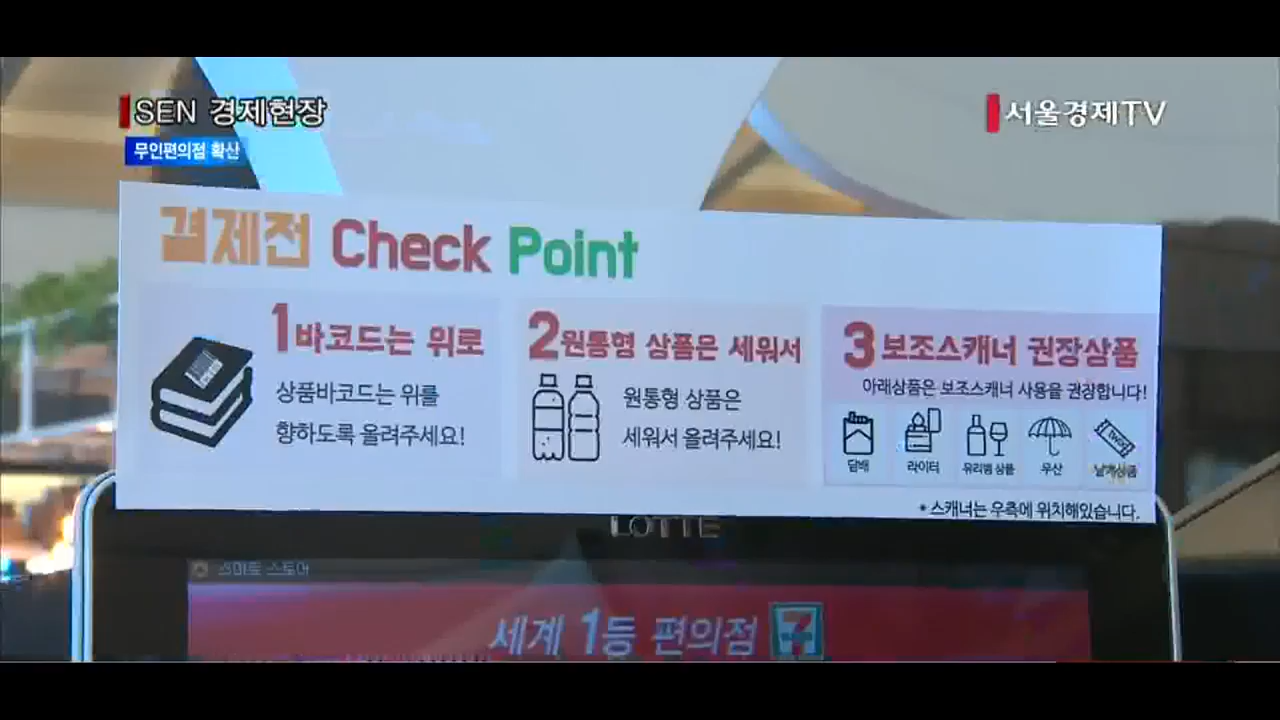 SEN 경제현장
서울경제TV
무인편의점 확산
결제전 Check Point
1 바코드는 위로
상품바코드는 위를
향하도록 올려주세요!
2 원통형 상품은 세워서
원통형 상품은
세워서 올려주세요!
3 보조스캐너 권장상품
아래상품은 보조스캐너 사용을 권장합니다!
담배 라이터 유리병 상품 우산 낱개상품
* 스캐너는 우측에 위치해있습니다.
LOTTE
스마트 스토어
세계 1등 편의점 7